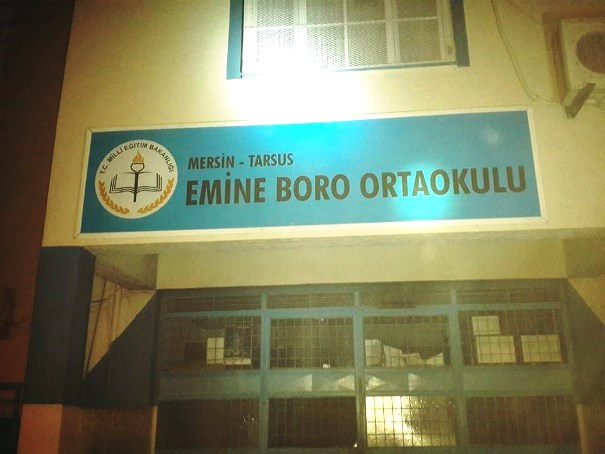 T.C. MİLLİ EĞİTİM BAKANLIĞI
MERSİN - TARSUS
EMİNE BORO ORTAOKULU